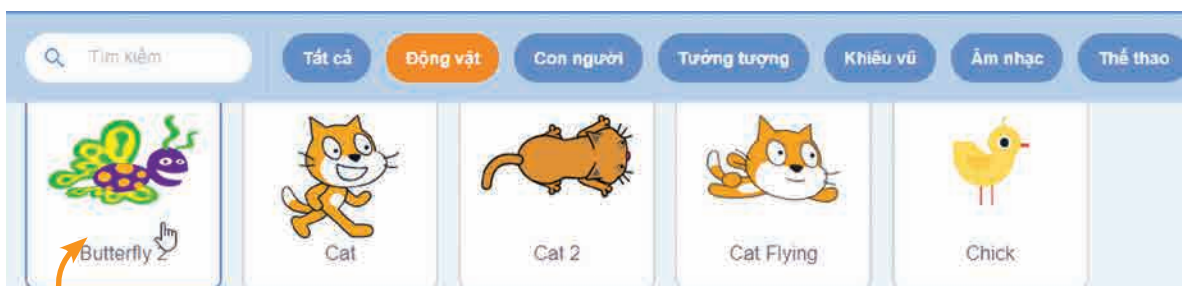 Tìm kiếm
Tất cả
Động vật
Con người
Tưởng tượng
Khiêu vũ
Âm nhạc
Thể thao
Butterfly 2
Cat
Cat 2
Cat Flying
Chick